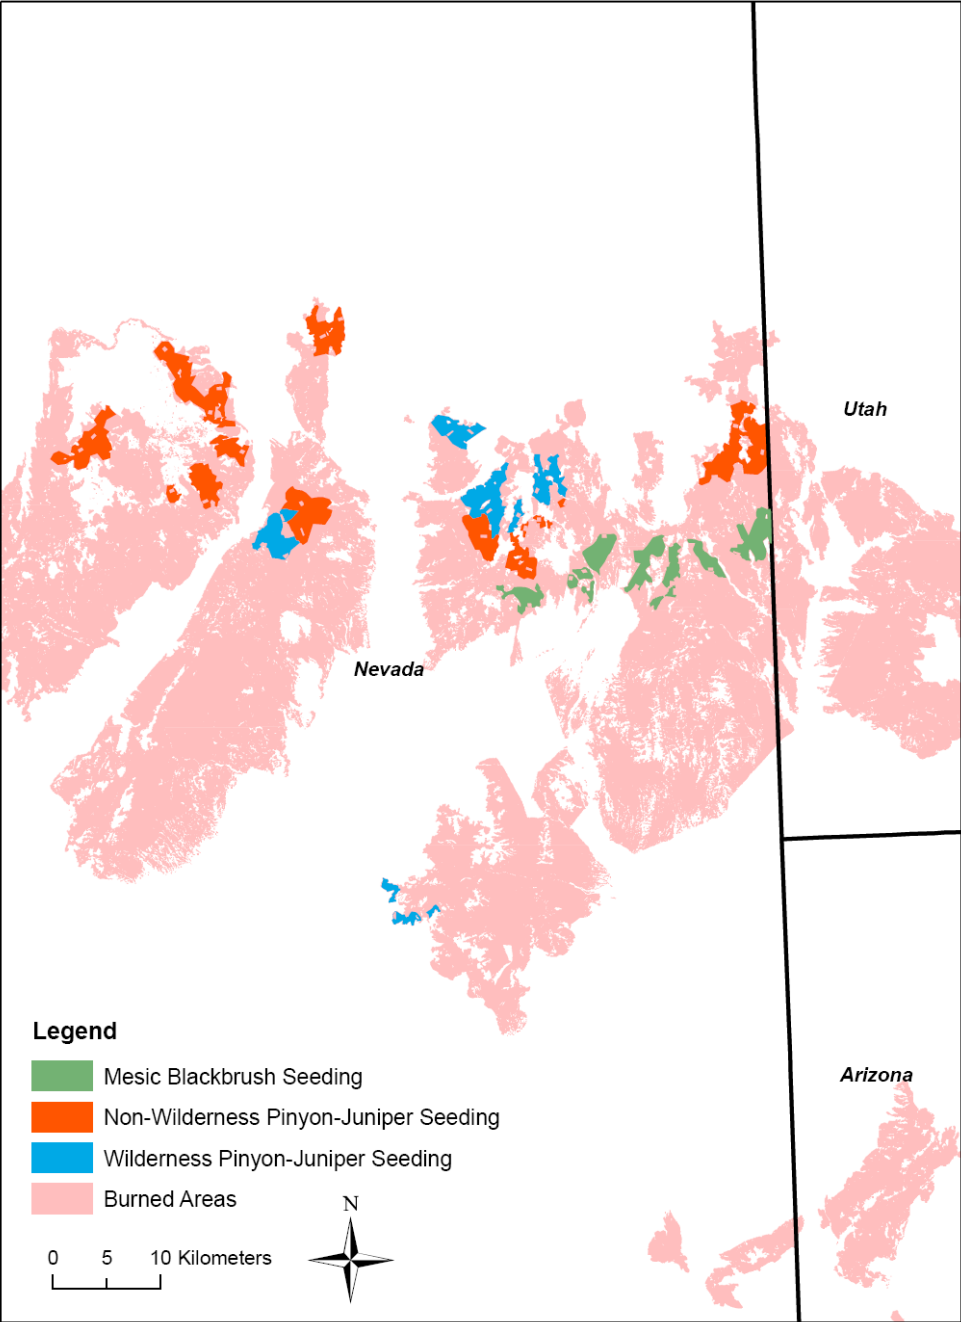 Utah
Nevada
Legend
Mesic Blackbrush Seeding
Non-Wilderness Pinyon-Juniper Seeding
Wilderness Pinyon-Juniper Seeding
Burned Areas
Arizona
N
0 5 10 Kilometers